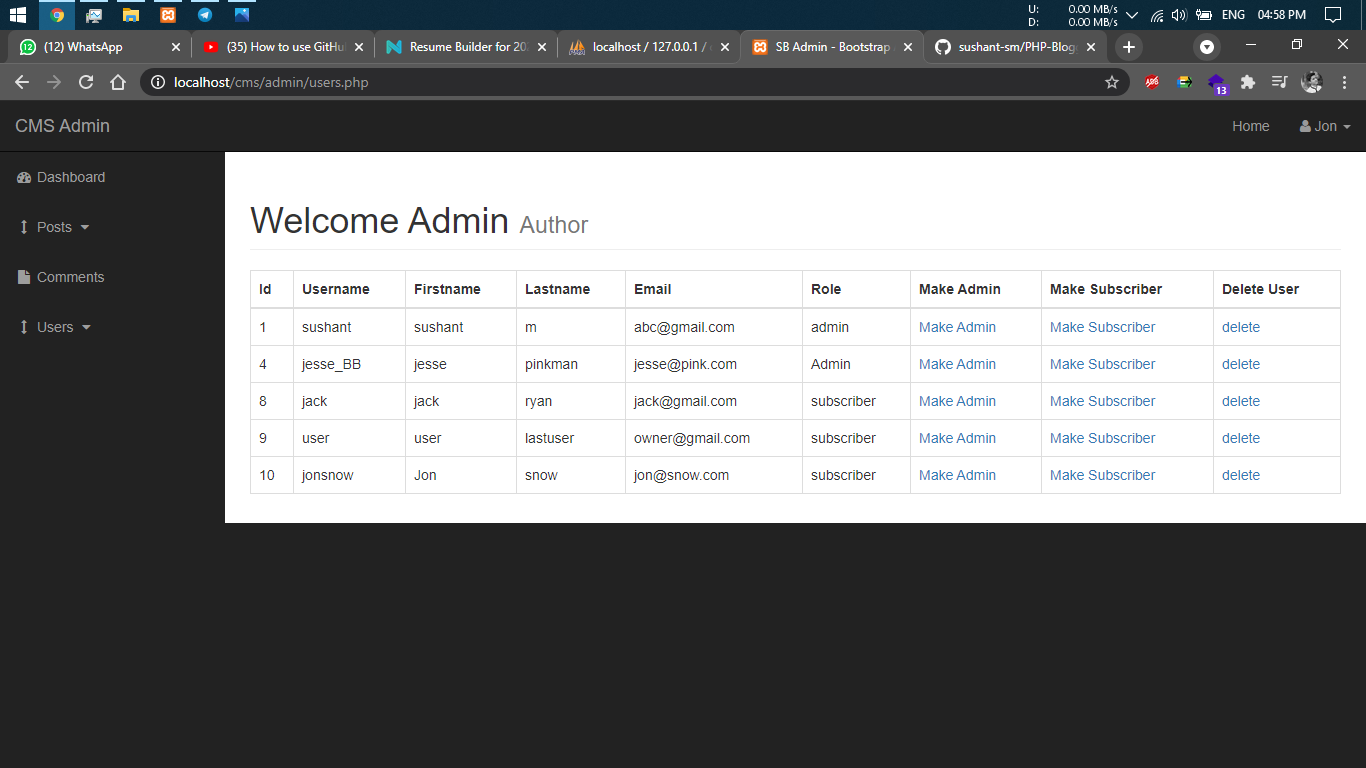 U: 0.00 MB/s
D: 0.00 MB/s
ENG 04:58 PM
12 (12) WhatsApp
(35) How to use GitHu
Resume Builder for 202
localhost / 127.0.0.1 /
SB Admin - Bootstrap
sushant-sm/PHP-Blog
localhost/cms/admin/users.php
ABP
13
CMS Admin
Home Jon
Dashboard
Posts
Comments
Users
Welcome Admin Author
Id Username Firstname Lastname Email Role Make Admin Make Subscriber Delete User
1 sushant sushant m abc@gmail.com admin Make Admin Make Subscriber delete
4 jesse_BB jesse pinkman jesse@pink.com Admin Make Admin Make Subscriber delete
8 jack jack ryan jack@gmail.com subscriber Make Admin Make Subscriber delete
9 user user lastuser owner@gmail.com subscriber Make Admin Make Subscriber delete
10 jonsnow Jon snow jon@snow.com subscriber Make Admin Make Subscriber delete